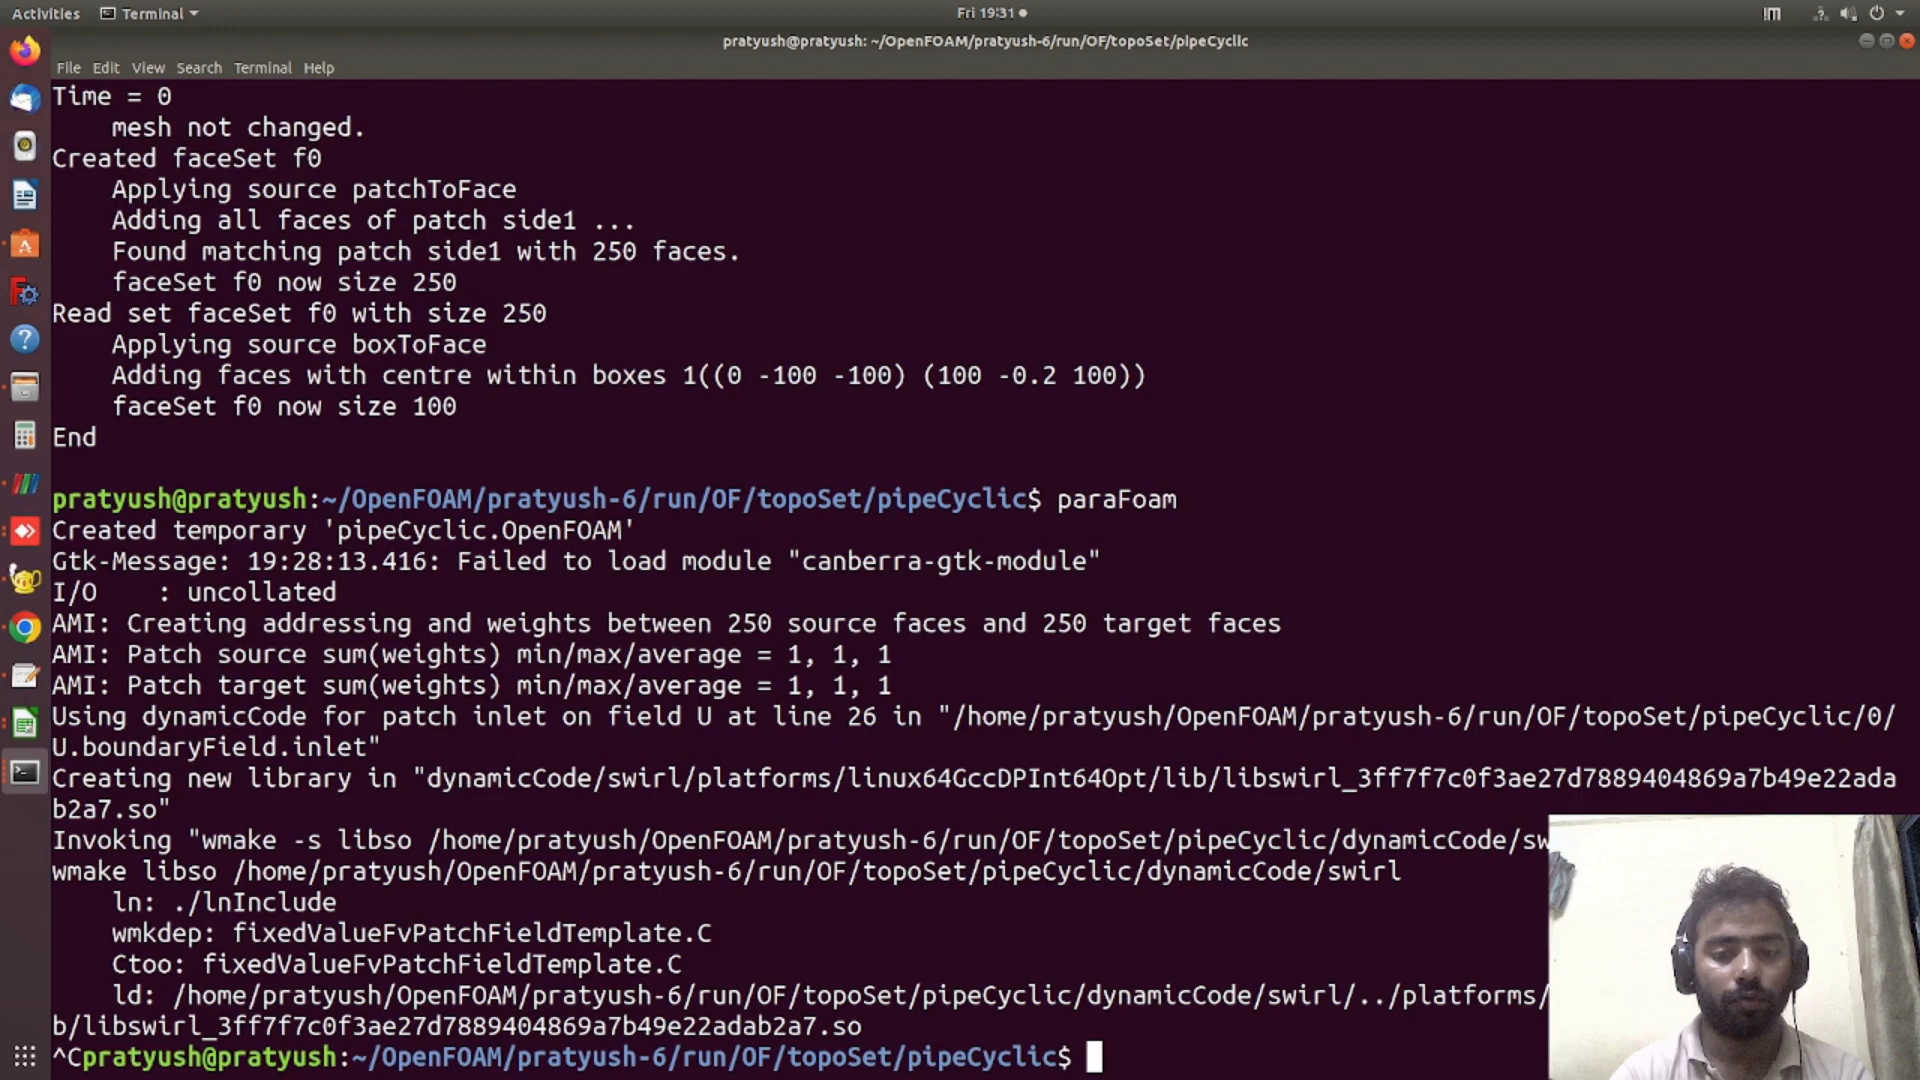 Activities Terminal Fri 19:31
pratyush@pratyush: ~/OpenFOAM/pratyush-6/run/OF/topoSet/pipeCyclic
File Edit View Search Terminal Help
Time = 0
mesh not changed.
Created faceSet f0
Applying source patchToFace
Adding all faces of patch side1 ...
Found matching patch side1 with 250 faces.
faceSet f0 now size 250
Read set faceSet f0 with size 250
Applying source boxToFace
Adding faces with centre within boxes 1((0 -100 -100) (100 -0.2 100))
faceSet f0 now size 100
End
pratyush@pratyush:~/OpenFOAM/pratyush-6/run/OF/topoSet/pipeCyclic$ paraFoam
Created temporary 'pipeCyclic.OpenFOAM'
Gtk-Message: 19:28:13.416: Failed to load module "canberra-gtk-module"
I/O : uncollated
AMI: Creating addressing and weights between 250 source faces and 250 target faces
AMI: Patch source sum(weights) min/max/average = 1, 1, 1
AMI: Patch target sum(weights) min/max/average = 1, 1, 1
Using dynamicCode for patch inlet on field U at line 26 in "/home/pratyush/OpenFOAM/pratyush-6/run/OF/topoSet/pipeCyclic/0/
U.boundaryField.inlet"
Creating new library in "dynamicCode/swirl/platforms/linux64GccDPInt64Opt/lib/libswirl_3ff7f7c0f3ae27d7889404869a7b49e22ada
b2a7.so"
Invoking "wmake -s libso /home/pratyush/OpenFOAM/pratyush-6/run/OF/topoSet/pipeCyclic/dynamicCode/sw
wmake libso /home/pratyush/OpenFOAM/pratyush-6/run/OF/topoSet/pipeCyclic/dynamicCode/swirl
ln: ./lnInclude
wmkdep: fixedValueFvPatchFieldTemplate.C
Ctoo: fixedValueFvPatchFieldTemplate.C
ld: /home/pratyush/OpenFOAM/pratyush-6/run/OF/topoSet/pipeCyclic/dynamicCode/swirl/../platforms/
b/libswirl_3ff7f7c0f3ae27d7889404869a7b49e22adab2a7.so
^Cpratyush@pratyush:~/OpenFOAM/pratyush-6/run/OF/topoSet/pipeCyclic$